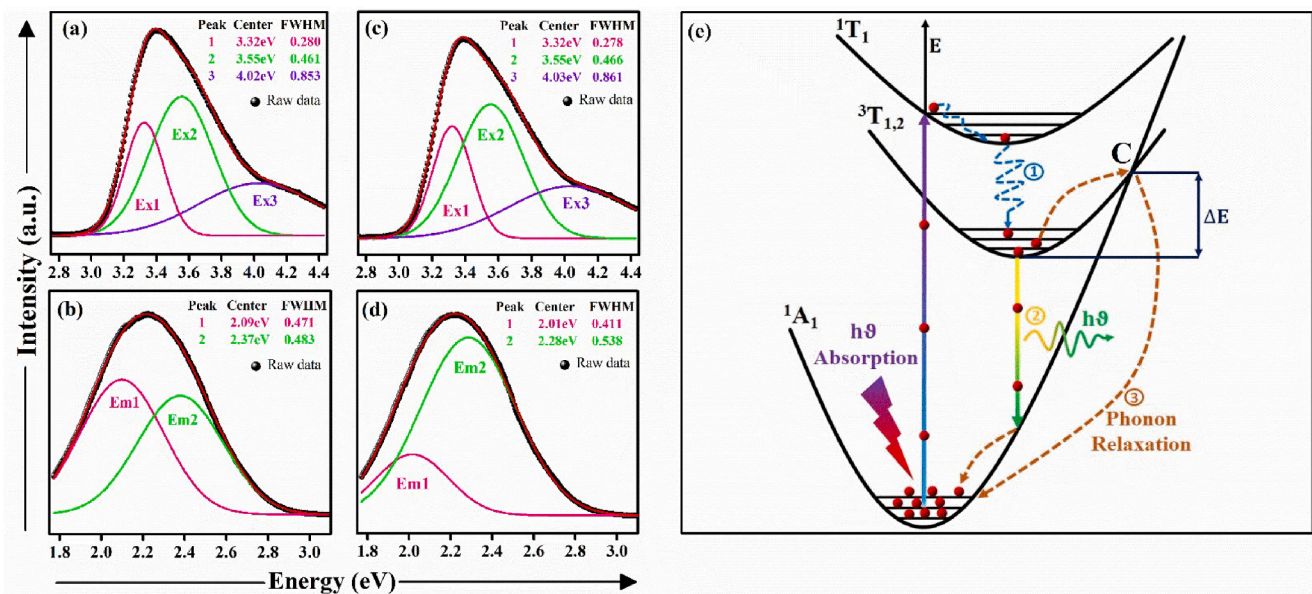 Intensity (a.u.)
(a)
Peak Center FWHM
1 3.32eV 0.280
2 3.55eV 0.461
3 4.02eV 0.853
Raw data
Ex1
Ex2
Ex3
2.8 3.0 3.2 3.4 3.6 3.8 4.0 4.2 4.4
(c)
Peak Center FWHM
1 3.32eV 0.278
2 3.55eV 0.466
3 4.03eV 0.861
Raw data
Ex1
Ex2
Ex3
2.8 3.0 3.2 3.4 3.6 3.8 4.0 4.2 4.4
(b)
Peak Center FWHM
1 2.09eV 0.471
2 2.37eV 0.483
Raw data
Em1
Em2
1.8 2.0 2.2 2.4 2.6 2.8 3.0
(d)
Peak Center FWHM
1 2.01eV 0.411
2 2.28eV 0.538
Raw data
Em2
Em1
1.8 2.0 2.2 2.4 2.6 2.8 3.0
Energy (eV)
(e)
¹T₁
E
³T₁,₂
①
C
ΔE
¹A₁
hϑ
Absorption
②
hϑ
③
Phonon
Relaxation